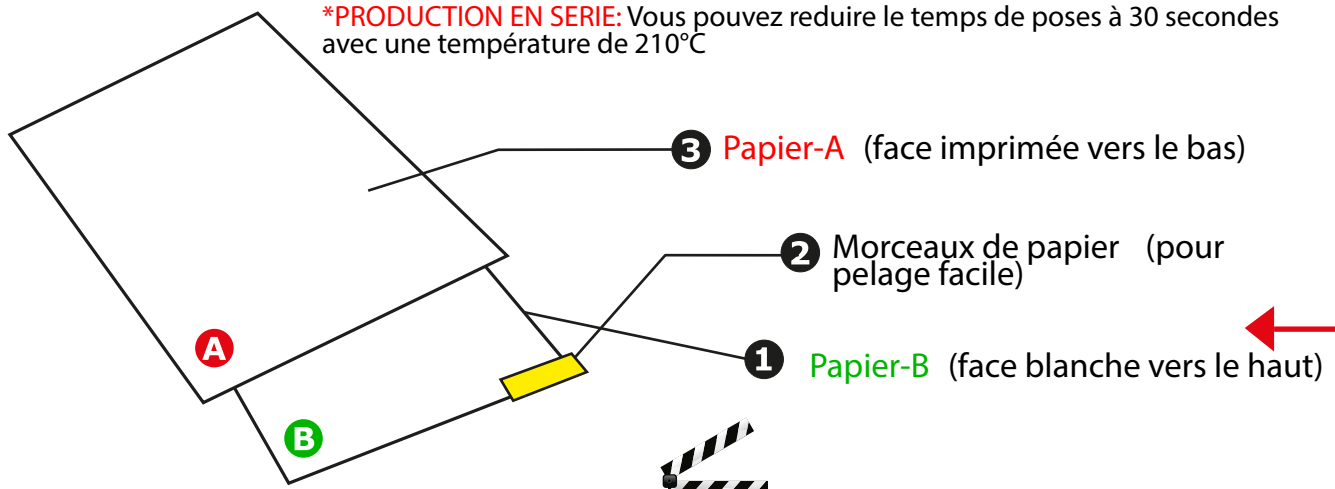 *PRODUCTION EN SERIE: Vous pouvez reduire le temps de poses à 30 secondes
avec une température de 210°C
3 Papier-A (face imprimée vers le bas)
2 Morceaux de papier (pour
pelage facile)
1 Papier-B (face blanche vers le haut)
A
B